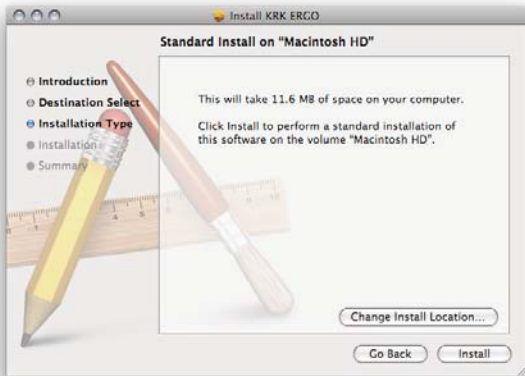 Install KRK ERGO
Standard Install on “Macintosh HD”
Introduction
Destination Select
Installation Type
Installation
Summary
This will take 11.6 MB of space on your computer.
Click Install to perform a standard installation of
this software on the volume “Macintosh HD”.
Change Install Location...
Go Back
Install